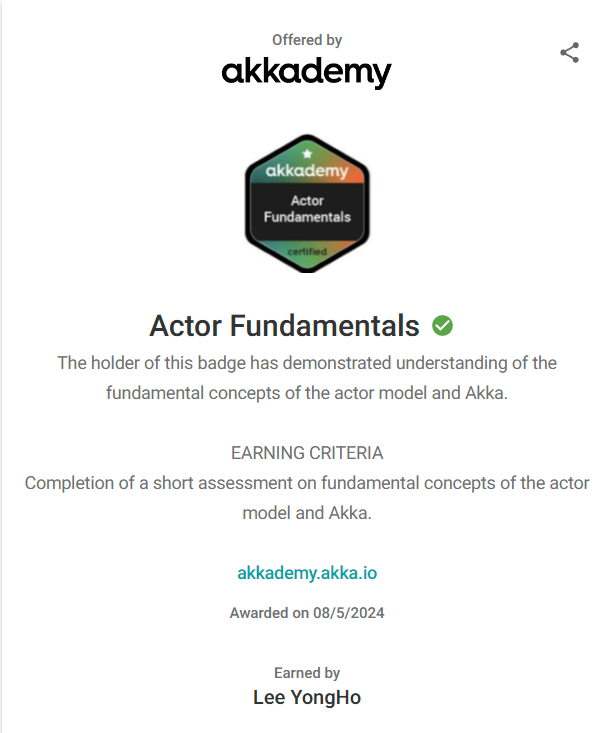 Offered by
akkademy
akkademy
Actor
Fundamentals
certified
Actor Fundamentals
The holder of this badge has demonstrated understanding of the
fundamental concepts of the actor model and Akka.
EARNING CRITERIA
Completion of a short assessment on fundamental concepts of the actor
model and Akka.
akkademy.akka.io
Awarded on 08/5/2024
Earned by
Lee YongHo